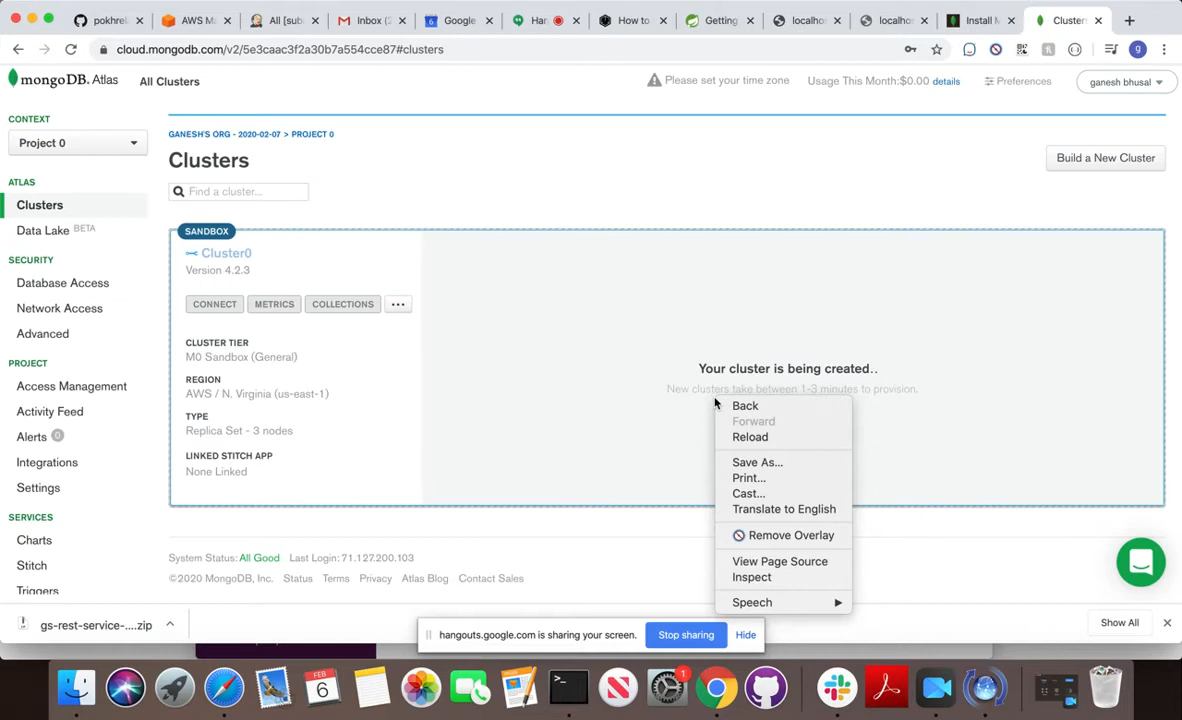 pokhrel
AWS Ma
All [sub
Inbox (2
Google
Han
How to
Getting
localhos
localhos
Install M
Clusters
cloud.mongodb.com/v2/5e3caac3f2a30b7a554cce87#clusters
g
mongoDB. Atlas
All Clusters
Please set your time zone
Usage This Month:$0.00 details
Preferences
ganesh bhusal
CONTEXT
Project 0
GANESH'S ORG - 2020-02-07 > PROJECT 0
Clusters
Build a New Cluster
Find a cluster...
ATLAS
Clusters
Data Lake BETA
SECURITY
Database Access
Network Access
Advanced
PROJECT
Access Management
Activity Feed
Alerts 0
Integrations
Settings
SERVICES
Charts
Stitch
Triggers
SANDBOX
Cluster0
Version 4.2.3
CONNECT
METRICS
COLLECTIONS
CLUSTER TIER
M0 Sandbox (General)
REGION
AWS / N. Virginia (us-east-1)
TYPE
Replica Set - 3 nodes
LINKED STITCH APP
None Linked
Your cluster is being created..
New clusters take between 1-3 minutes to provision.
Back
Forward
Reload
Save As...
Print...
Cast...
Translate to English
Remove Overlay
View Page Source
Inspect
Speech
System Status: All Good Last Login: 71.127.200.103
©2020 MongoDB, Inc. Status Terms Privacy Atlas Blog Contact Sales
gs-rest-service-....zip
hangouts.google.com is sharing your screen.
Stop sharing
Hide
Show All
FEB
6
1